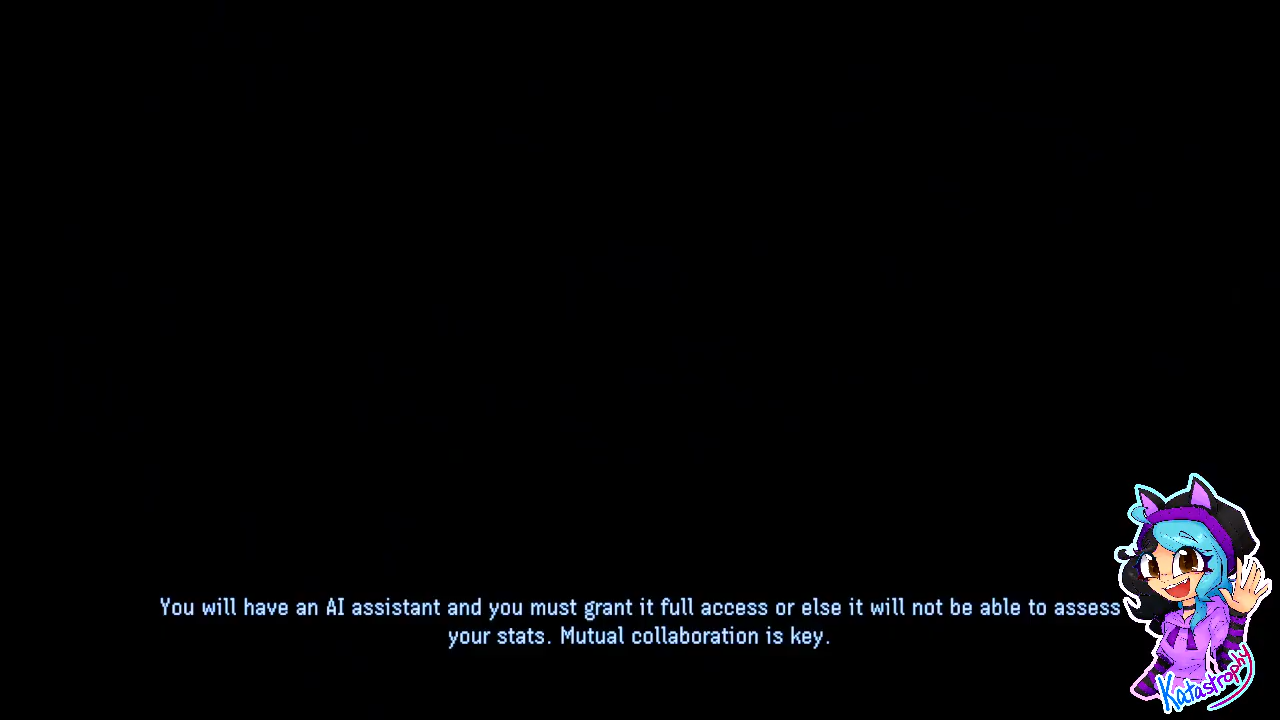 You will have an AI assistant and you must grant it full access or else it will not be able to assess
your stats. Mutual collaboration is key.
Katastrophy